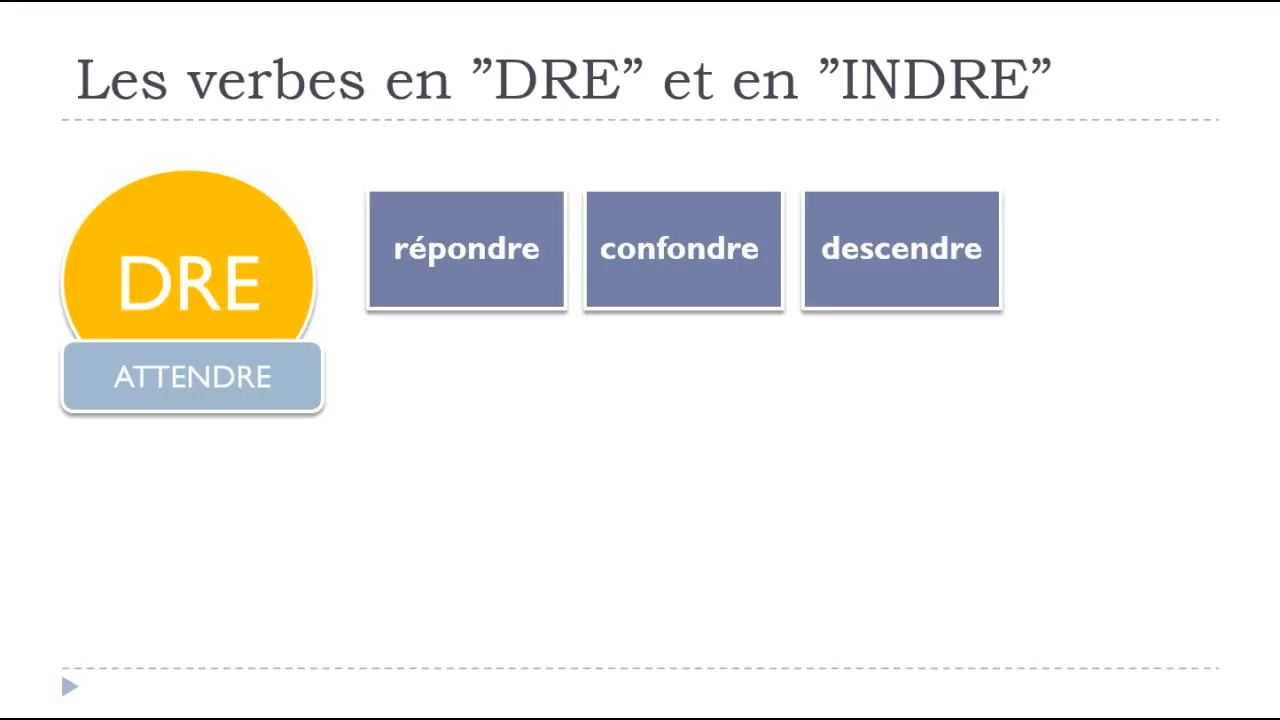 Les verbes en ”DRE” et en ”INDRE”
DRE
ATTENDRE
répondre
confondre
descendre